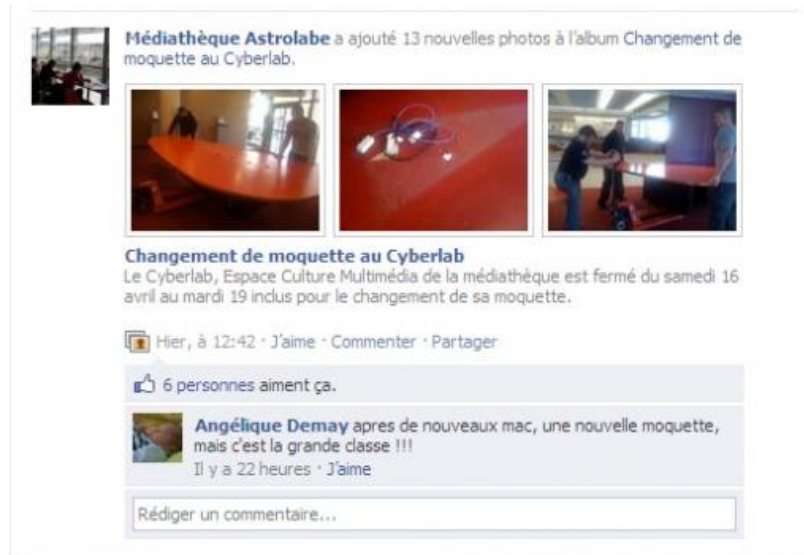 Médiathèque Astrolabe a ajouté 13 nouvelles photos à l'album Changement de
moquette au Cyberlab.
Changement de moquette au Cyberlab
Le Cyberlab, Espace Culture Multimédia de la médiathèque est fermé du samedi 16
avril au mardi 19 inclus pour le changement de sa moquette.
Hier, à 12:42 · J'aime · Commenter · Partager
6 personnes aiment ça.
Angélique Demay apres de nouveaux mac, une nouvelle moquette,
mais c'est la grande classe !!!
Il y a 22 heures · J'aime
Rédiger un commentaire...